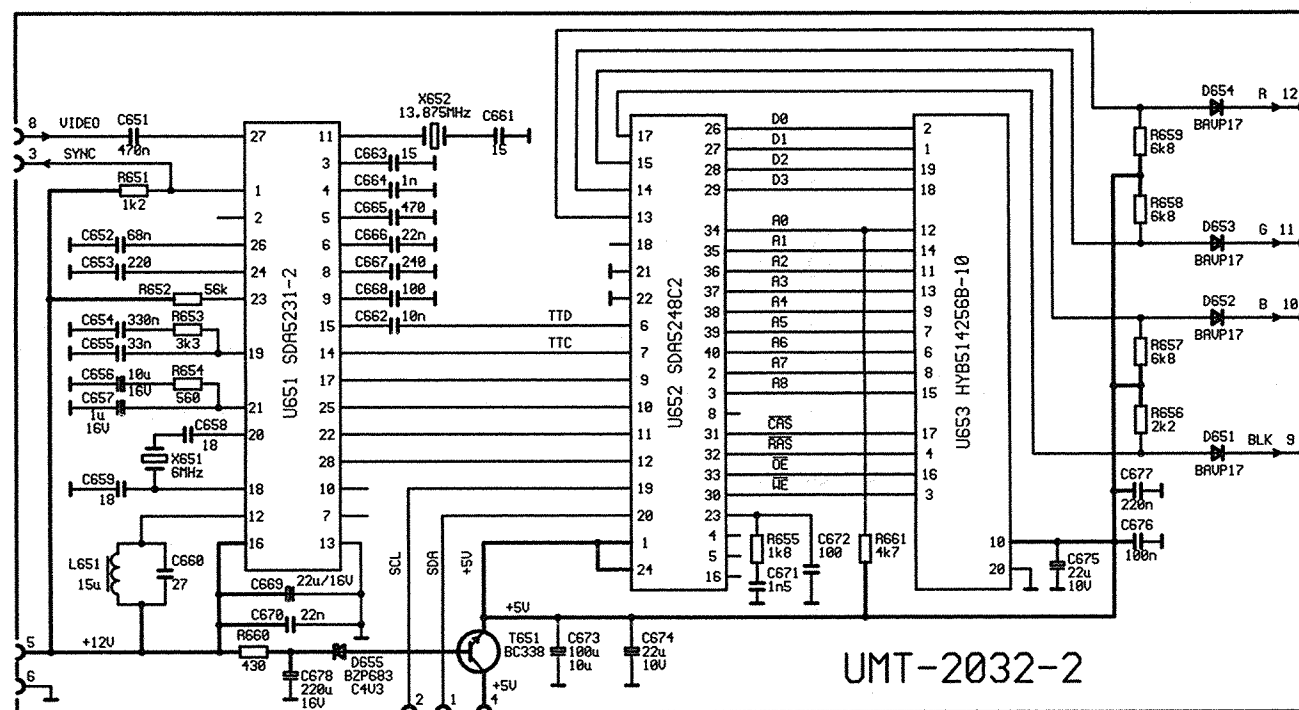 8 VIDEO C651 470n 27
3 SYNC
R651 1k2 1
2
C652 68n 26
C653 220 24
R652 56k 23
C654 330n R653 3k3
C655 33n 19
C656 10u 16V R654 560
C657 1u 16V 21
C658 18 20
X651 6MHz
C659 18 18
12
16
L651 15u C660 27
U651 SDA5231-2
11 X652 13.875MHz C661 15
3 C663 15
4 C664 1n
5 C665 470
6 C666 22n
8 C667 240
9 C668 100
15 C662 10n TTD 6
14 TTC 7
17 9
25 10
22 11
28 12
10 19
7 20
13 1
24
C669 22u/16V
C670 22n
5 +12V R660 430
6
C678 220u 16V
D655 BZP683 C4V3
SCL 2
SDA 1
+5V
T651 BC338
+5V 4
+5V
C673 100u 10u
C674 22u 10V
U652 SDA5248C2
17
15
14
13
18
21
22
26 D0 2
27 D1 1
28 D2 19
29 D3 18
34 A0 12
35 A1 14
36 A2 11
37 A3 13
38 A4 9
39 A5 7
40 A6 6
2 A7 8
3 A8 15
8
31 CAS 17
32 RAS 4
33 OE 16
30 WE 3
23
4
5
16
R655 1k8
C671 1n5
C672 100
R661 4k7
U653 HYB514256B-10
10
20
C675 22u 10V
C676 100n
C677 220n
D654 BAVP17 R 12
R659 6k8
R658 6k8
D653 BAVP17 G 11
D652 BAVP17 B 10
R657 6k8
R656 2k2
D651 BAVP17 BLK 9
UMT-2032-2